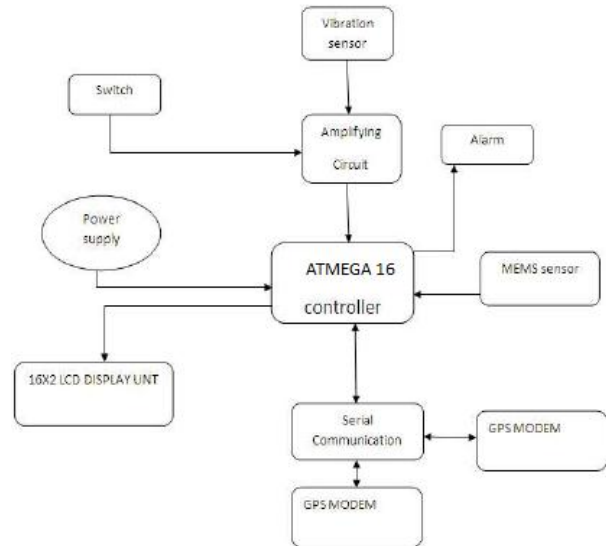 Vibration
sensor
Switch
Amplifying
Circuit
Alarm
Power
supply
ATMEGA 16
controller
MEMS sensor
16X2 LCD DISPLAY UNT
Serial
Communication
GPS MODEM
GPS MODEM